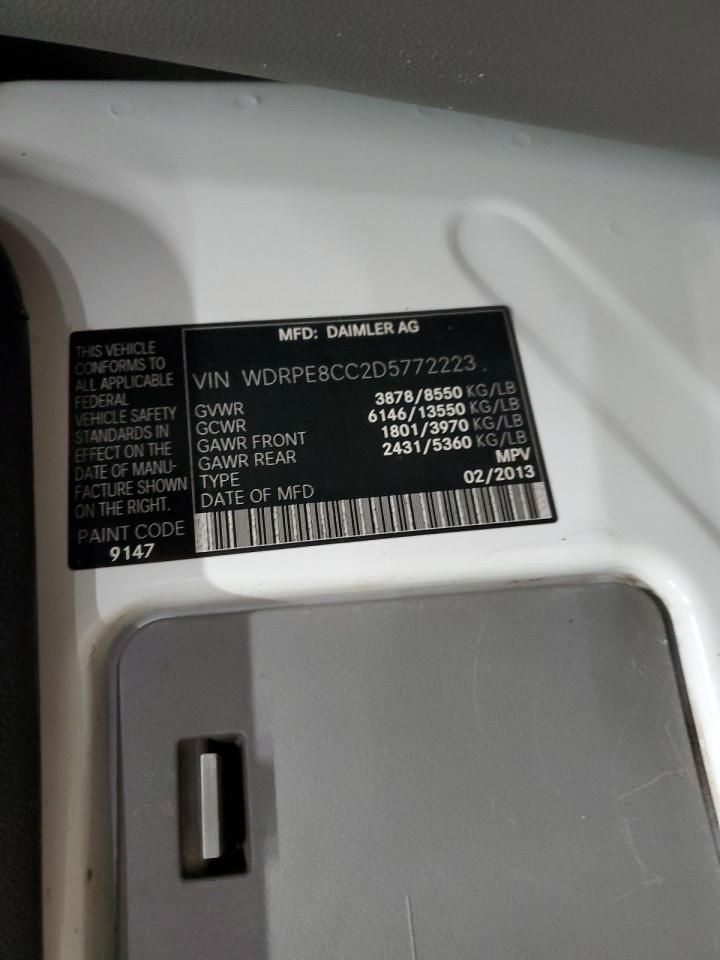 THIS VEHICLE
CONFORMS TO
ALL APPLICABLE
FEDERAL
VEHICLE SAFETY
STANDARDS IN
EFFECT ON THE
DATE OF MANU-
FACTURE SHOWN
ON THE RIGHT.
PAINT CODE
9147
MFD: DAIMLER AG
VIN WDRPE8CC2D5772223
GVWR 3878/8550 KG/LB
GCWR 6146/13550 KG/LB
GAWR FRONT 1801/3970 KG/LB
GAWR REAR 2431/5360 KG/LB
TYPE MPV
DATE OF MFD 02/2013